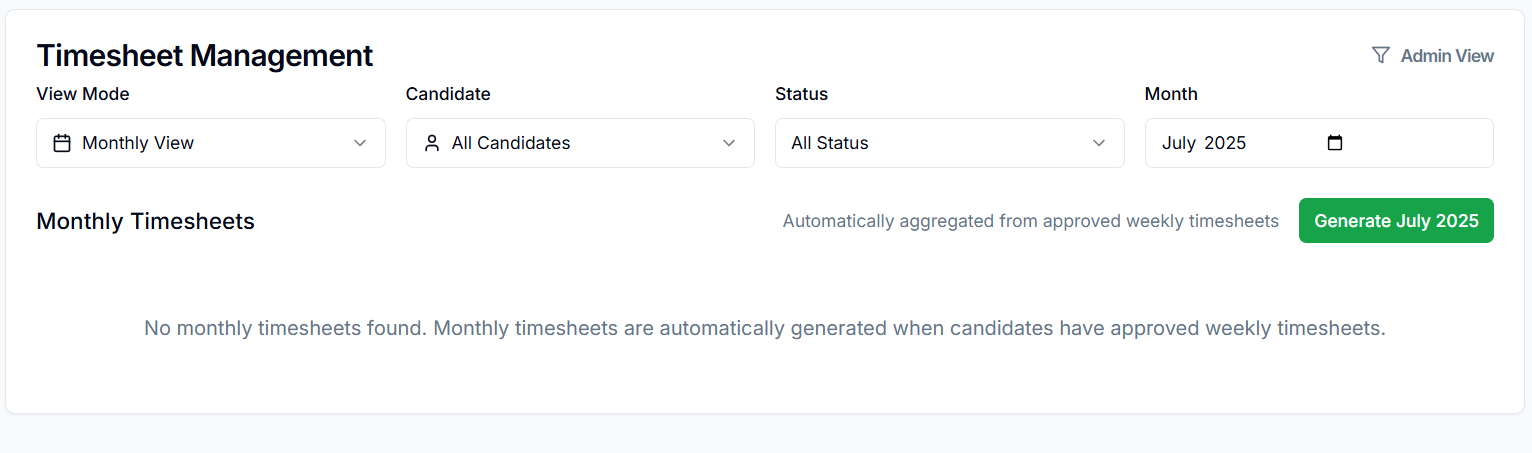 Timesheet Management
Admin View
View Mode
Candidate
Status
Month
Monthly View
All Candidates
All Status
July 2025
Monthly Timesheets
Automatically aggregated from approved weekly timesheets
Generate July 2025
No monthly timesheets found. Monthly timesheets are automatically generated when candidates have approved weekly timesheets.